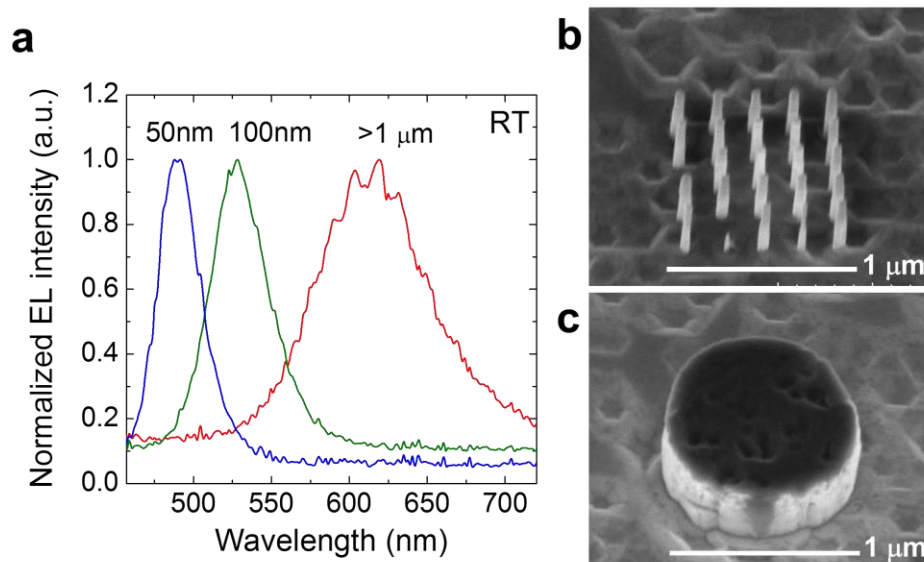 a
50nm
100nm
>1 μm
RT
Normalized EL intensity (a.u.)
1.2
1.0
0.8
0.6
0.4
0.2
0.0
500
550
600
650
700
Wavelength (nm)
b
1 μm
c
1 μm